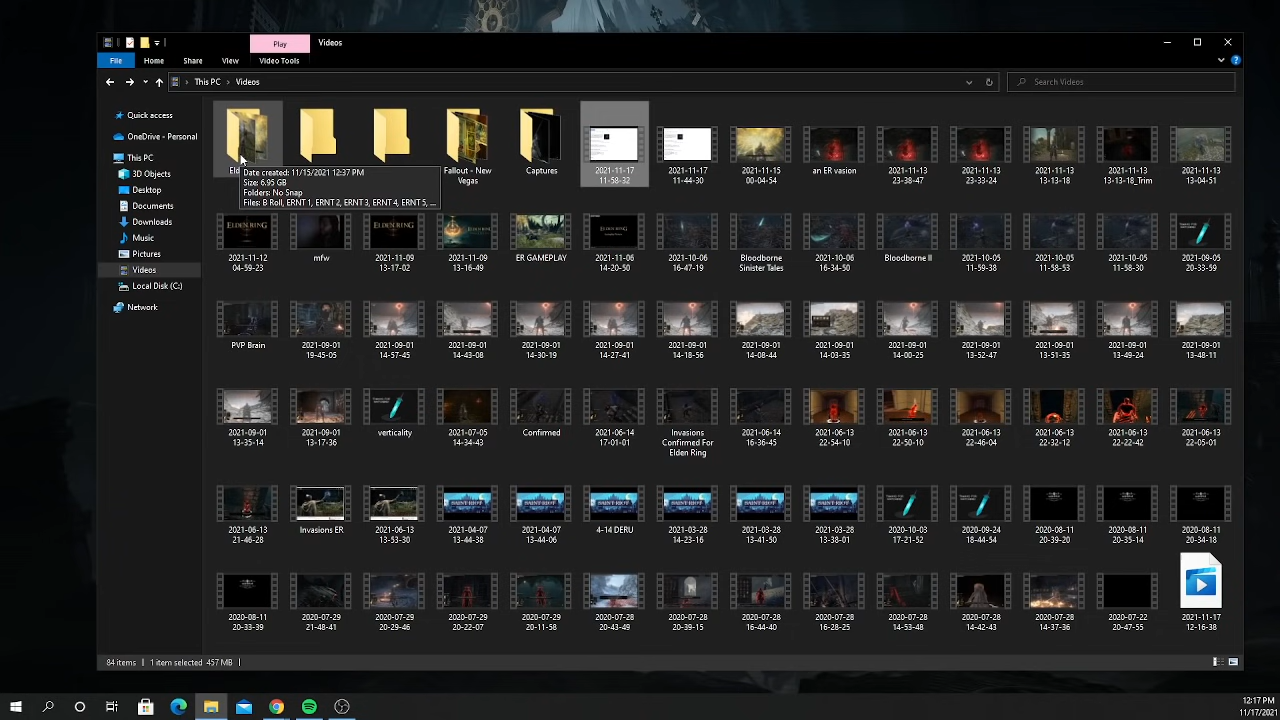 Play
Videos
File
Home
Share
View
Video Tools
This PC
Videos
Search Videos
Quick access
OneDrive - Personal
This PC
3D Objects
Desktop
Documents
Downloads
Music
Pictures
Videos
Local Disk (C:)
Network
Fallout - New
Vegas
Captures
2021-11-17
11-58-32
2021-11-17
11-44-30
2021-11-15
00-04-54
an ER vasion
2021-06-13
23-38-47
2021-06-13
23-33-24
2021-11-13
13-13-18
2021-11-13
13-13-18_Trim
2021-11-13
13-04-51
Date created: 11/15/2021 12:37 PM
Size: 6.95 GB
Folders: No Snap
Files: B Roll, ERNT 1, ERNT 2, ERNT 3, ERNT 4, ERNT 5, ...
ELDEN RING
ELDEN RING
ELDEN RING
ELDEN RING
2021-11-12
04-59-23
mfw
2021-11-09
13-17-02
2021-11-09
13-16-49
ER GAMEPLAY
2021-11-06
14-20-50
2021-10-06
16-47-19
Bloodborne
Sinister Tales
2021-10-06
16-34-50
Bloodborne II
2021-10-05
11-59-38
2021-10-05
11-58-53
2021-10-05
11-58-30
2021-09-05
20-33-59
PVP Brain
2021-09-01
19-45-05
2021-09-01
14-57-45
2021-09-01
14-43-08
2021-09-01
14-30-19
2021-09-01
14-27-41
2021-09-01
14-18-56
2021-09-01
14-08-44
2021-09-01
14-03-35
2021-09-01
14-00-25
2021-09-01
13-52-47
2021-09-01
13-51-35
2021-09-01
13-49-24
2021-09-01
13-48-11
2021-09-01
13-35-14
2021-09-01
13-17-36
verticality
2021-07-05
14-34-43
Confirmed
2021-06-14
17-01-01
Invasions
Confirmed For
Elden Ring
2021-06-14
16-36-45
2021-06-13
22-54-10
2021-06-13
22-50-10
2021-06-13
22-46-04
2021-06-13
22-32-12
2021-06-13
22-22-42
2021-06-13
22-05-01
SAINT RIOT
SAINT RIOT
SAINT RIOT
SAINT RIOT
SAINT RIOT
SAINT RIOT
2021-06-13
21-46-28
Invasions ER
2021-06-13
13-53-30
2021-04-07
13-44-38
2021-04-07
13-44-06
4-14 DERU
2021-03-28
14-23-16
2021-03-28
13-41-50
2021-03-28
13-38-01
2020-10-03
17-21-52
2020-09-24
18-44-54
2020-08-11
20-39-20
2020-08-11
20-35-14
2020-08-11
20-34-18
2020-08-11
20-33-39
2020-07-29
21-48-41
2020-07-29
20-29-46
2020-07-29
20-22-07
2020-07-29
20-11-58
2020-07-28
20-43-49
2020-07-28
20-39-15
2020-07-28
16-44-40
2020-07-28
16-28-25
2020-07-28
14-53-48
2020-07-28
14-42-43
2020-07-28
14-37-36
2020-07-22
20-47-55
2021-11-17
12-16-38
84 items
1 item selected 457 MB
12:17 PM
11/17/2021